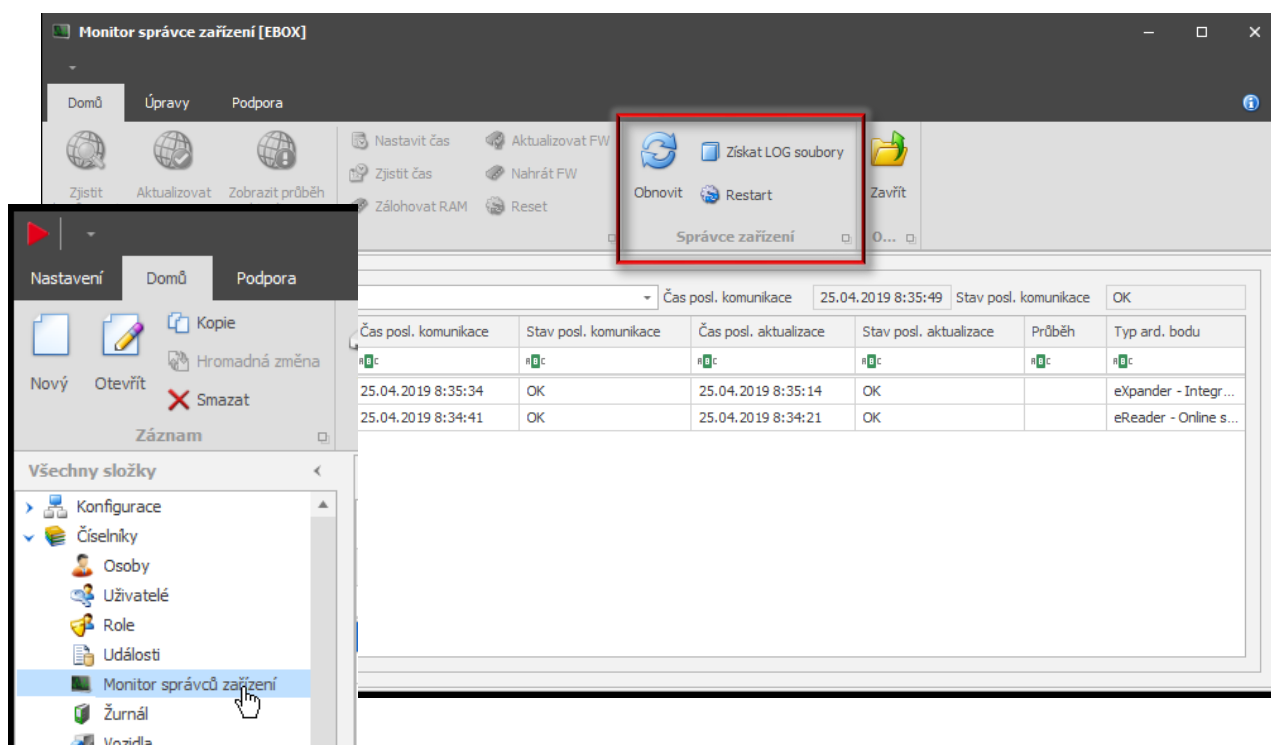 Monitor správce zařízení [EBOX]
Domů Úpravy Podpora
Zjistit
Aktualizovat
Zobrazit průběh
Nastavit čas
Zjistit čas
Zálohovat RAM
Aktualizovat FW
Nahrát FW
Reset
Obnovit
Získat LOG soubory
Restart
Správce zařízení
Zavřít
O...
Čas posl. komunikace 25.04.2019 8:35:49 Stav posl. komunikace OK
Čas posl. komunikace Stav posl. komunikace Čas posl. aktualizace Stav posl. aktualizace Průběh Typ ard. bodu
25.04.2019 8:35:34 OK 25.04.2019 8:35:14 OK eXpander - Integr...
25.04.2019 8:34:41 OK 25.04.2019 8:34:21 OK eReader - Online s...
Nastavení Domů Podpora
Nový
Otevřít
Kopie
Hromadná změna
Smazat
Záznam
Všechny složky
Konfigurace
Číselníky
Osoby
Uživatelé
Role
Události
Monitor správců zařízení
Žurnál
Vozidla